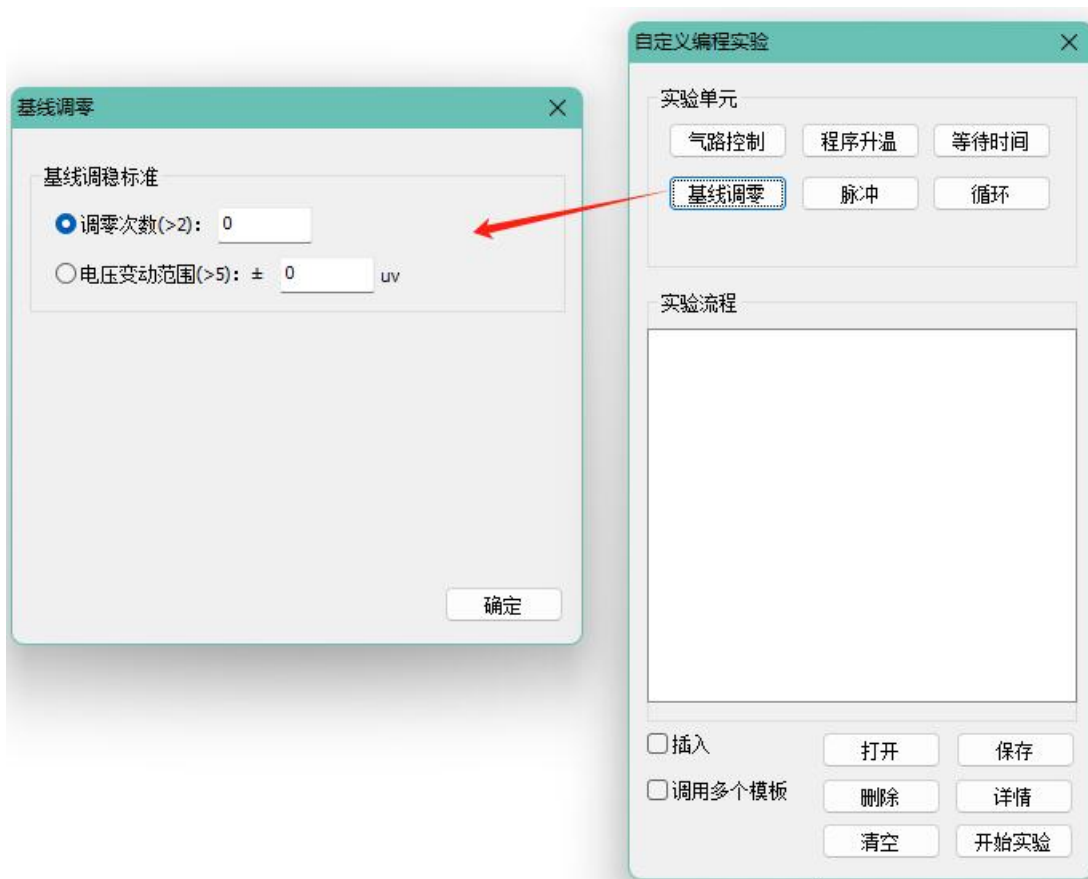 基线调零
基线调稳标准
调零次数(>2): 0
电压变动范围(>5): ± 0 uv
确定
自定义编程实验
实验单元
气路控制 程序升温 等待时间
基线调零 脉冲 循环
实验流程
插入 打开 保存
调用多个模板 删除 详情
清空 开始实验